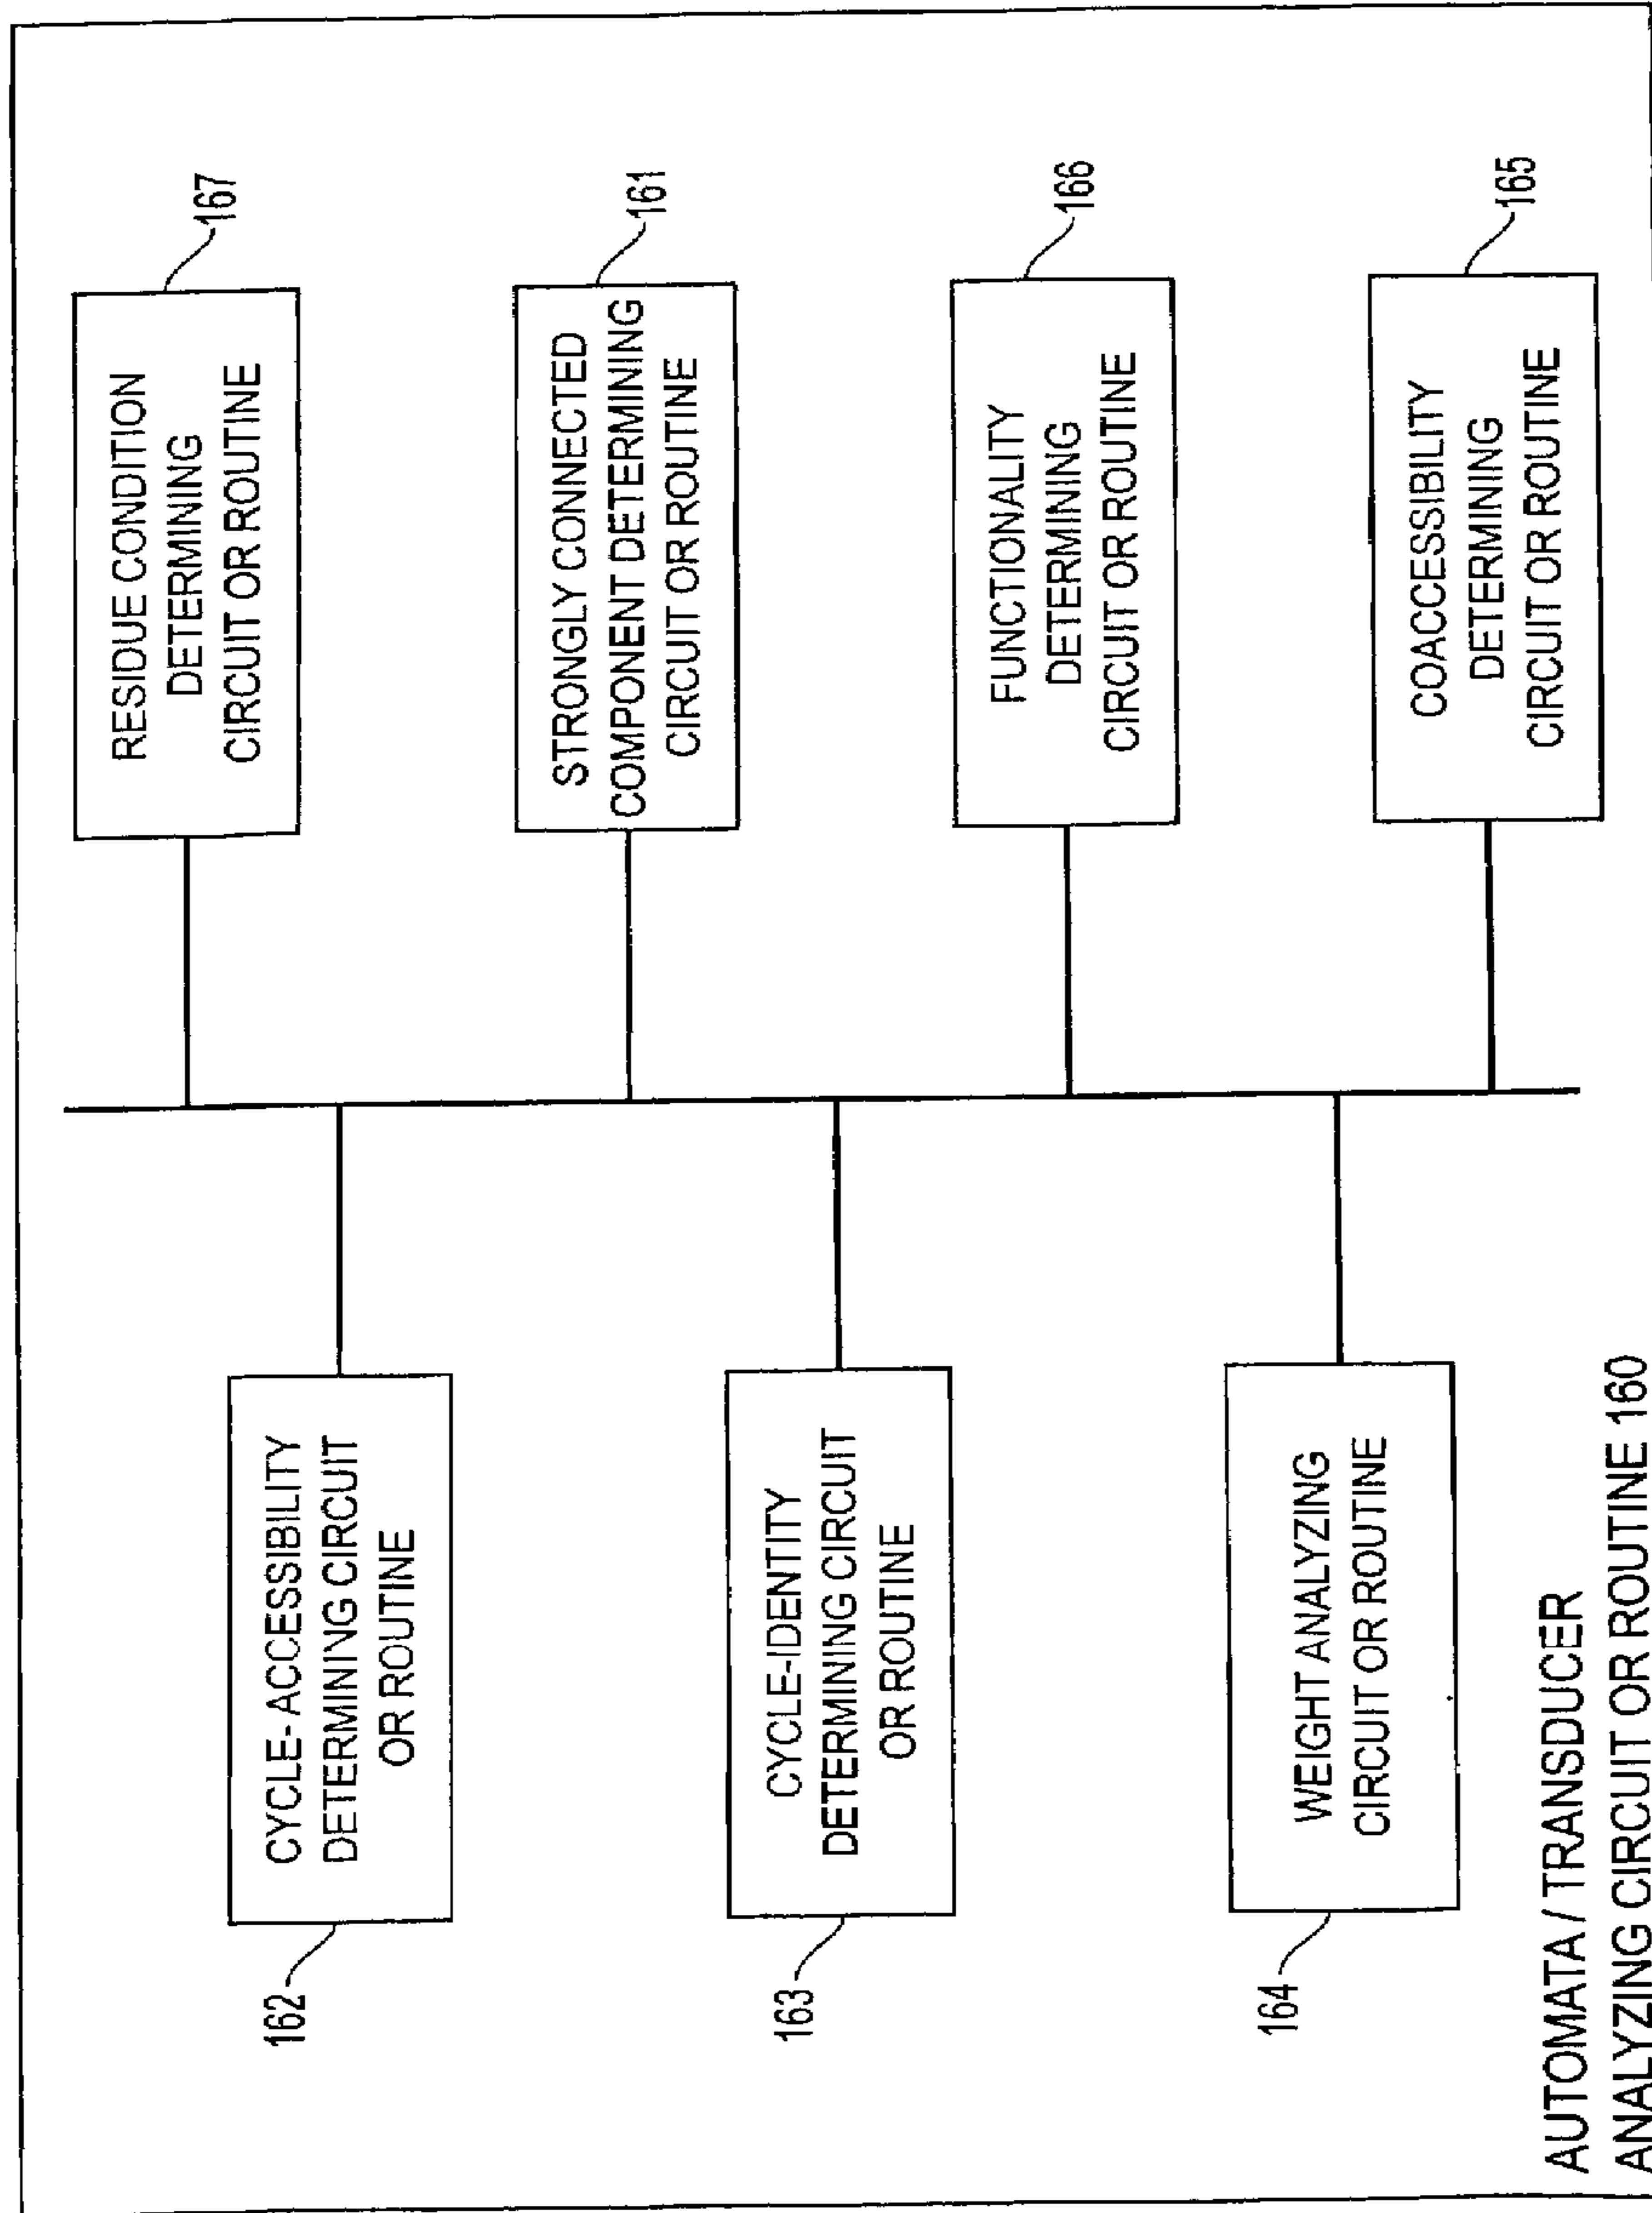 RESIDUE CONDITION
DETERMINING
CIRCUIT OR ROUTINE
167
CYCLE-ACCESSIBILITY
DETERMINING CIRCUIT
OR ROUTINE
162
STRONGLY CONNECTED
COMPONENT DETERMINING
CIRCUIT OR ROUTINE
161
CYCLE-IDENTITY
DETERMINING CIRCUIT
OR ROUTINE
163
FUNCTIONALITY
DETERMINING
CIRCUIT OR ROUTINE
166
WEIGHT ANALYZING
CIRCUIT OR ROUTINE
164
COACCESSIBILITY
DETERMINING
CIRCUIT OR ROUTINE
165
AUTOMATA / TRANSDUCER
ANALYZING CIRCUIT OR ROUTINE 160